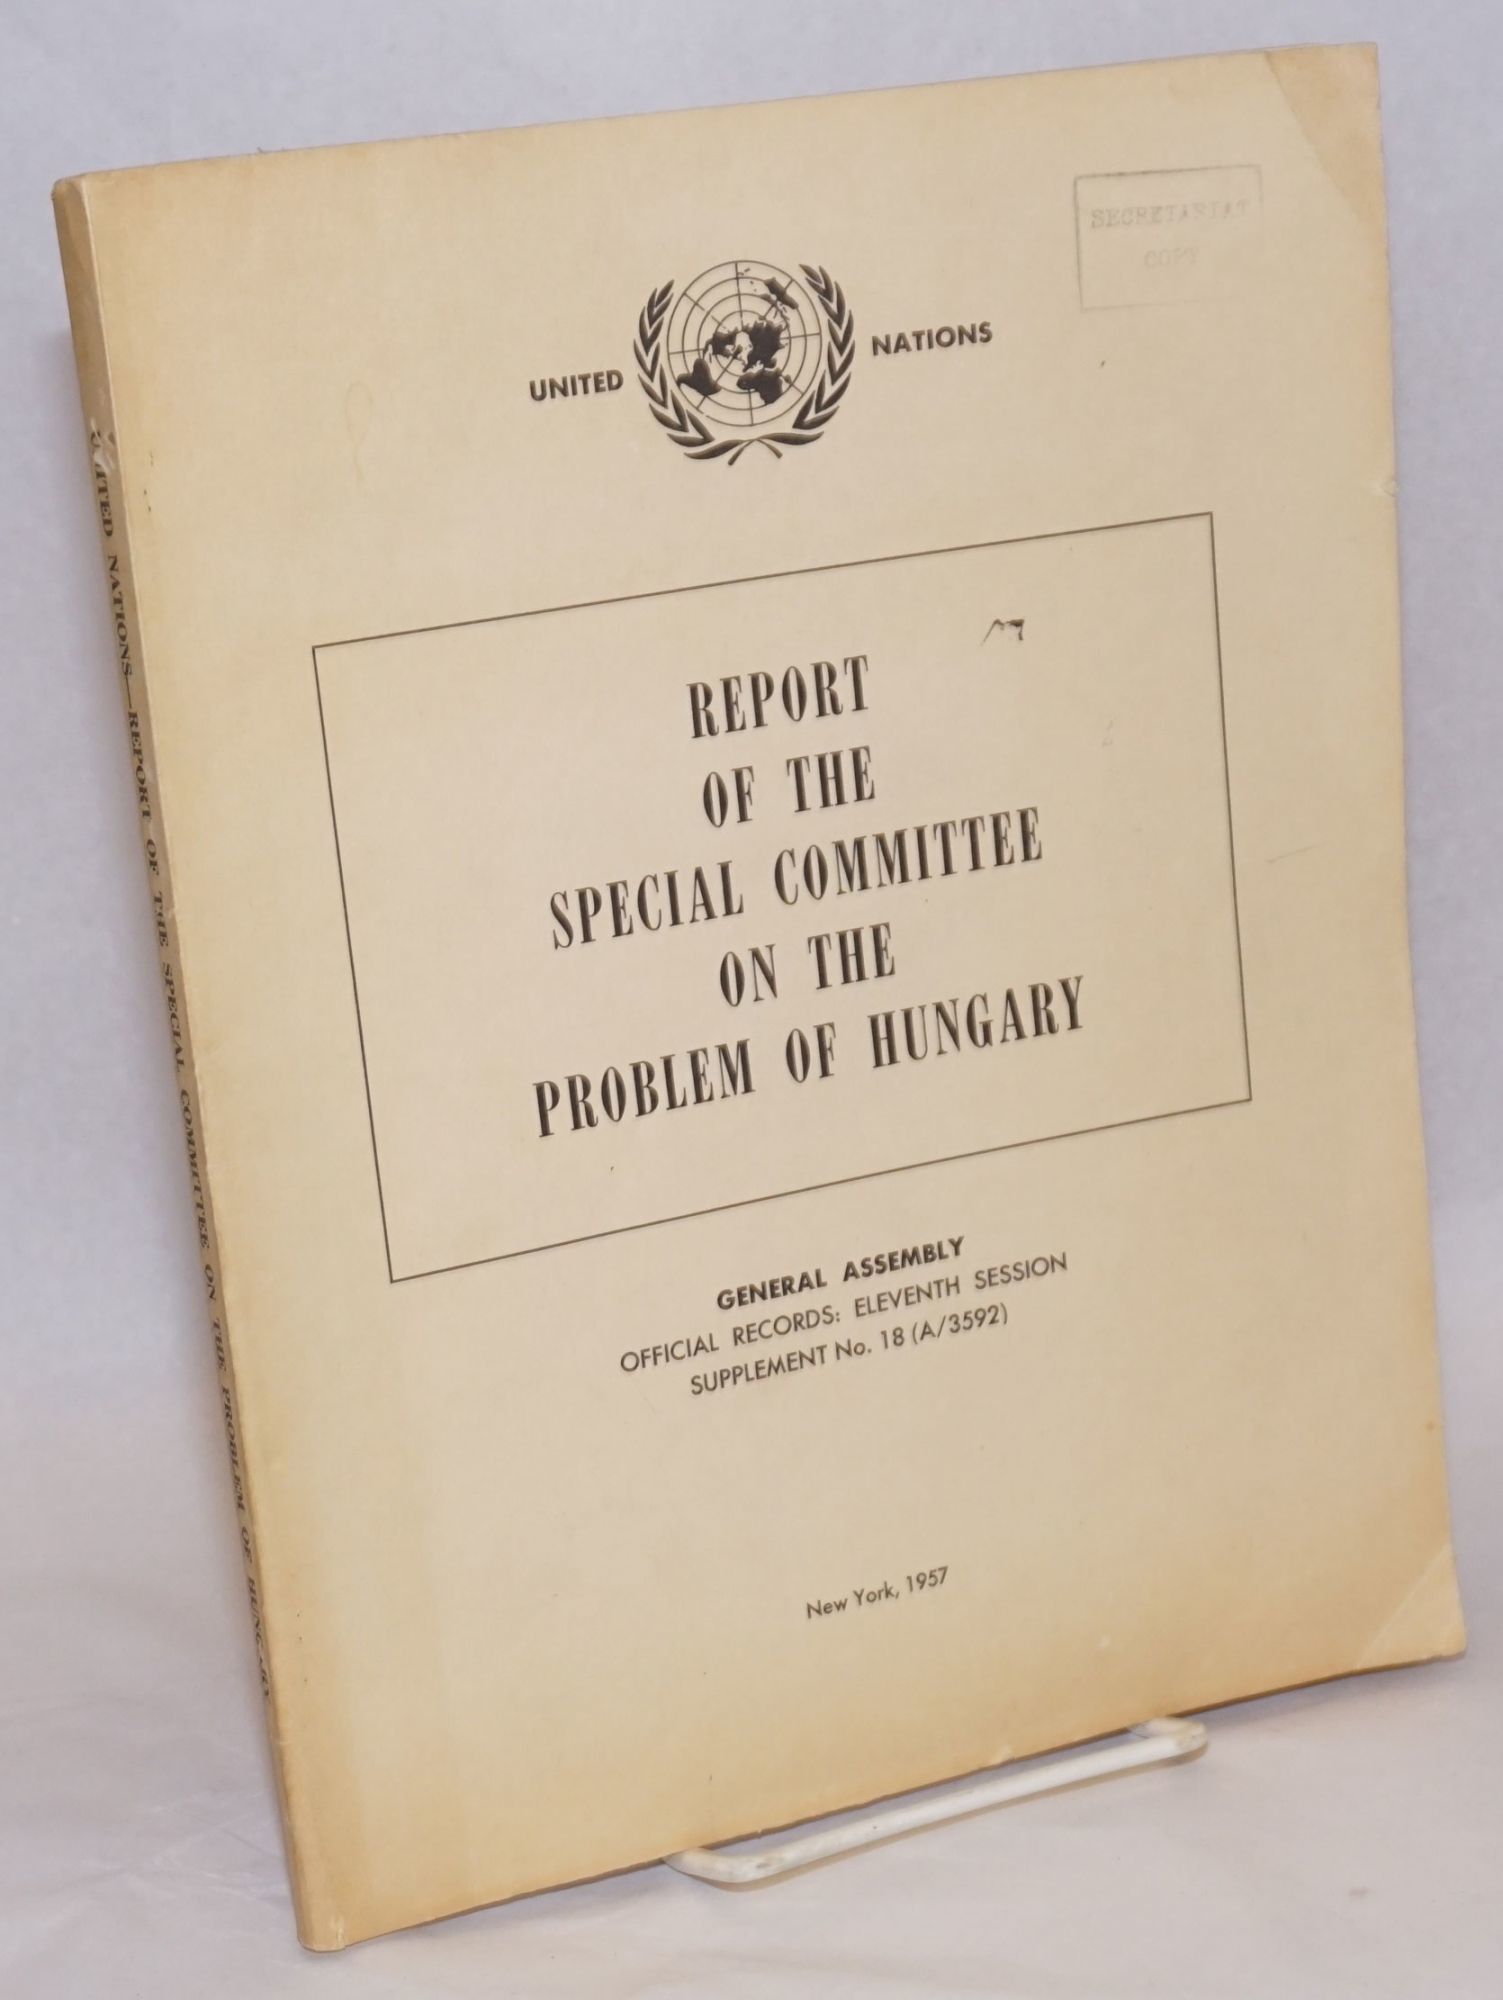 SECRETARIAT
COPY
UNITED NATIONS
REPORT
OF THE
SPECIAL COMMITTEE
ON THE
PROBLEM OF HUNGARY
GENERAL ASSEMBLY
OFFICIAL RECORDS: ELEVENTH SESSION
SUPPLEMENT No. 18 (A/3592)
New York, 1957
UNITED NATIONS—REPORT OF THE SPECIAL COMMITTEE ON THE PROBLEM OF HUNGARY